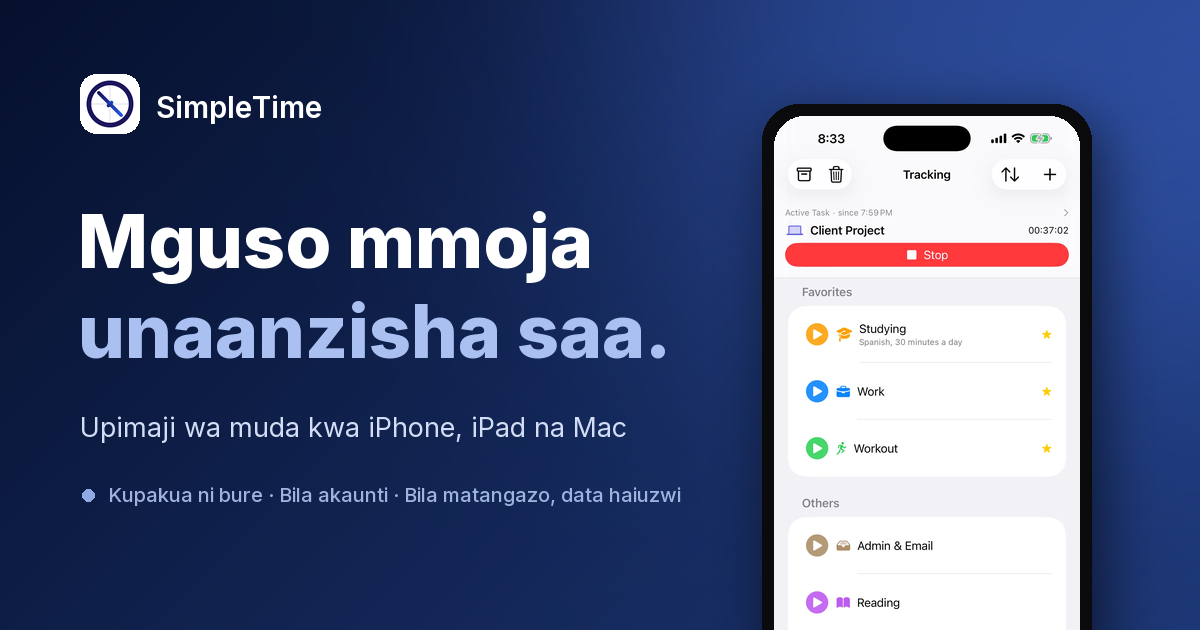 SimpleTime
Mguso mmoja
unaanzisha saa.
Upimaji wa muda kwa iPhone, iPad na Mac
Kupakua ni bure · Bila akaunti · Bila matangazo, data haiuzwi
8:33
Tracking
Active Task · since 7:59 PM
Client Project 00:37:02
Stop
Favorites
Studying
Spanish, 30 minutes a day
Work
Workout
Others
Admin & Email
Reading